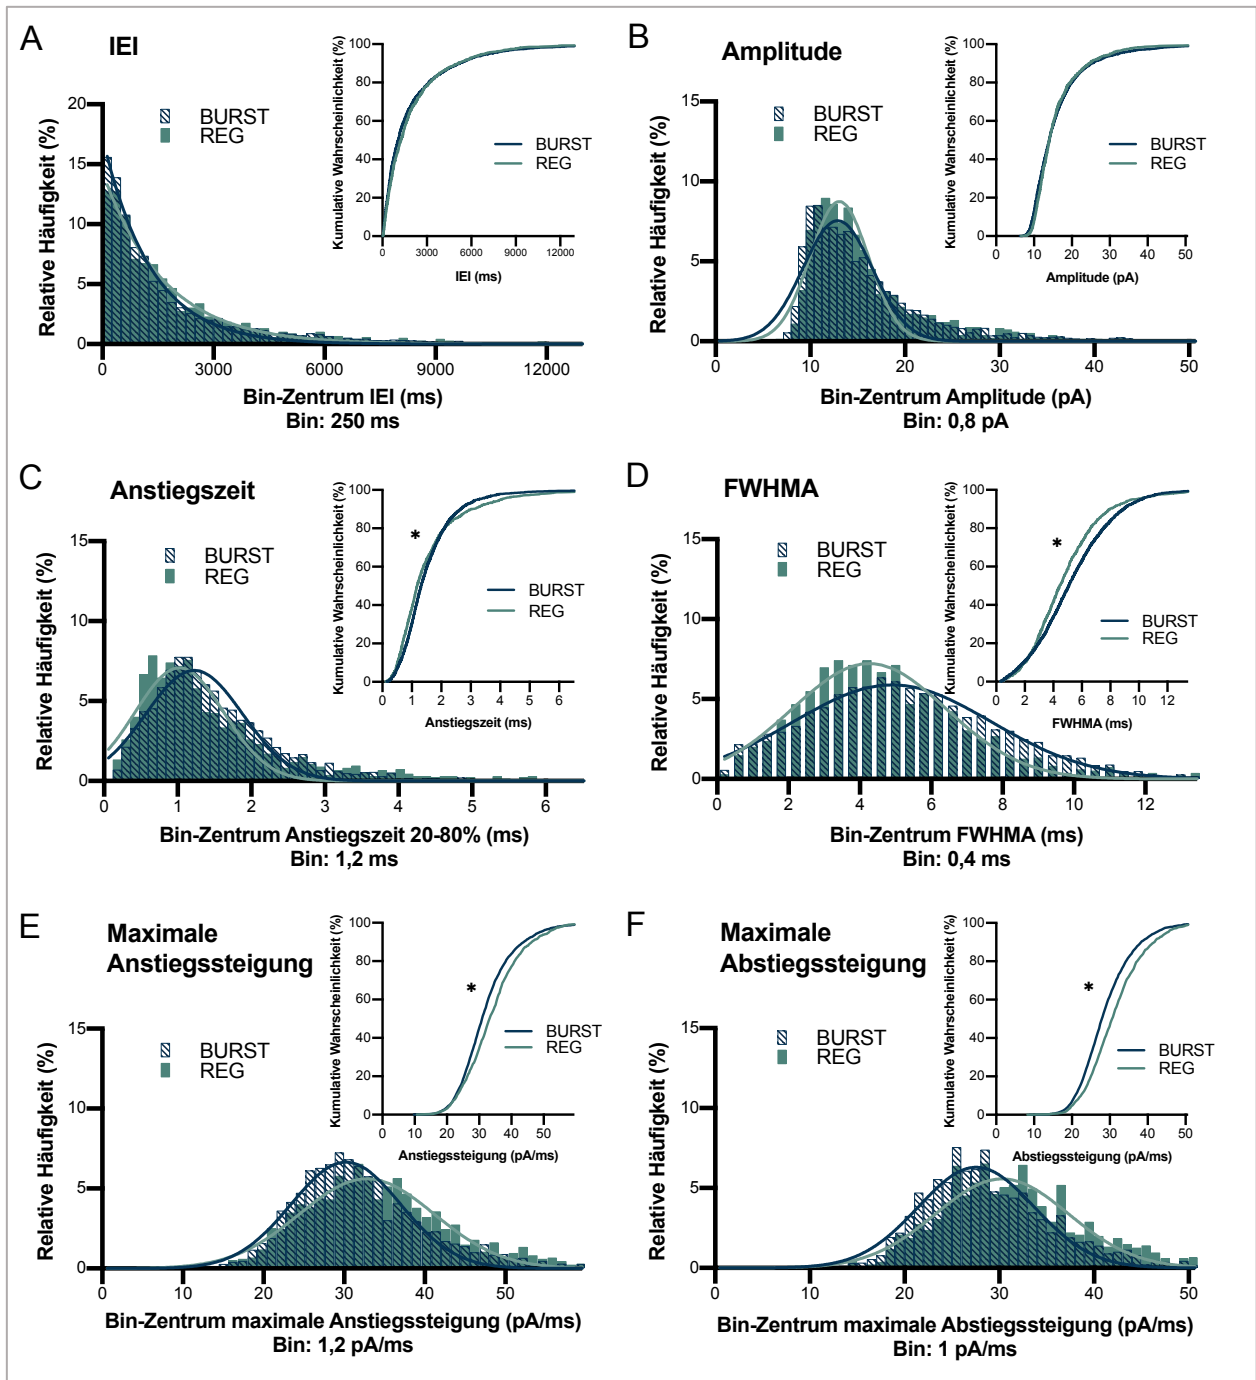 A
IEI
20
15
10
5
0
Relative Häufigkeit (%)
BURST
REG
0 3000 6000 9000 12000
Bin-Zentrum IEI (ms)
Bin: 250 ms
100
80
60
40
20
0
Kumulative Wahrscheinlichkeit (%)
BURST
REG
0 3000 6000 9000 12000
IEI (ms)
B
Amplitude
15
10
5
0
Relative Häufigkeit (%)
BURST
REG
0 10 20 30 40 50
Bin-Zentrum Amplitude (pA)
Bin: 0,8 pA
100
80
60
40
20
0
Kumulative Wahrscheinlichkeit (%)
BURST
REG
0 10 20 30 40 50
Amplitude (pA)
C
Anstiegszeit
15
10
5
0
Relative Häufigkeit (%)
BURST
REG
0 1 2 3 4 5 6
Bin-Zentrum Anstiegszeit 20-80% (ms)
Bin: 1,2 ms
100
80
60
40
20
0
Kumulative Wahrscheinlichkeit (%)
*
BURST
REG
0 1 2 3 4 5 6
Anstiegszeit (ms)
D
FWHMA
15
10
5
0
Relative Häufigkeit (%)
BURST
REG
0 2 4 6 8 10 12
Bin-Zentrum FWHMA (ms)
Bin: 0,4 ms
100
80
60
40
20
0
Kumulative Wahrscheinlichkeit (%)
*
BURST
REG
0 2 4 6 8 10 12
FWHMA (ms)
E
Maximale
Anstiegssteigung
15
10
5
0
Relative Häufigkeit (%)
BURST
REG
0 10 20 30 40 50
Bin-Zentrum maximale Anstiegssteigung (pA/ms)
Bin: 1,2 pA/ms
100
80
60
40
20
0
Kumulative Wahrscheinlichkeit (%)
*
BURST
REG
0 10 20 30 40 50
Anstiegssteigung (pA/ms)
F
Maximale
Abstiegssteigung
15
10
5
0
Relative Häufigkeit (%)
BURST
REG
0 10 20 30 40 50
Bin-Zentrum maximale Abstiegssteigung (pA/ms)
Bin: 1 pA/ms
100
80
60
40
20
0
Kumulative Wahrscheinlichkeit (%)
*
BURST
REG
0 10 20 30 40 50
Abstiegssteigung (pA/ms)